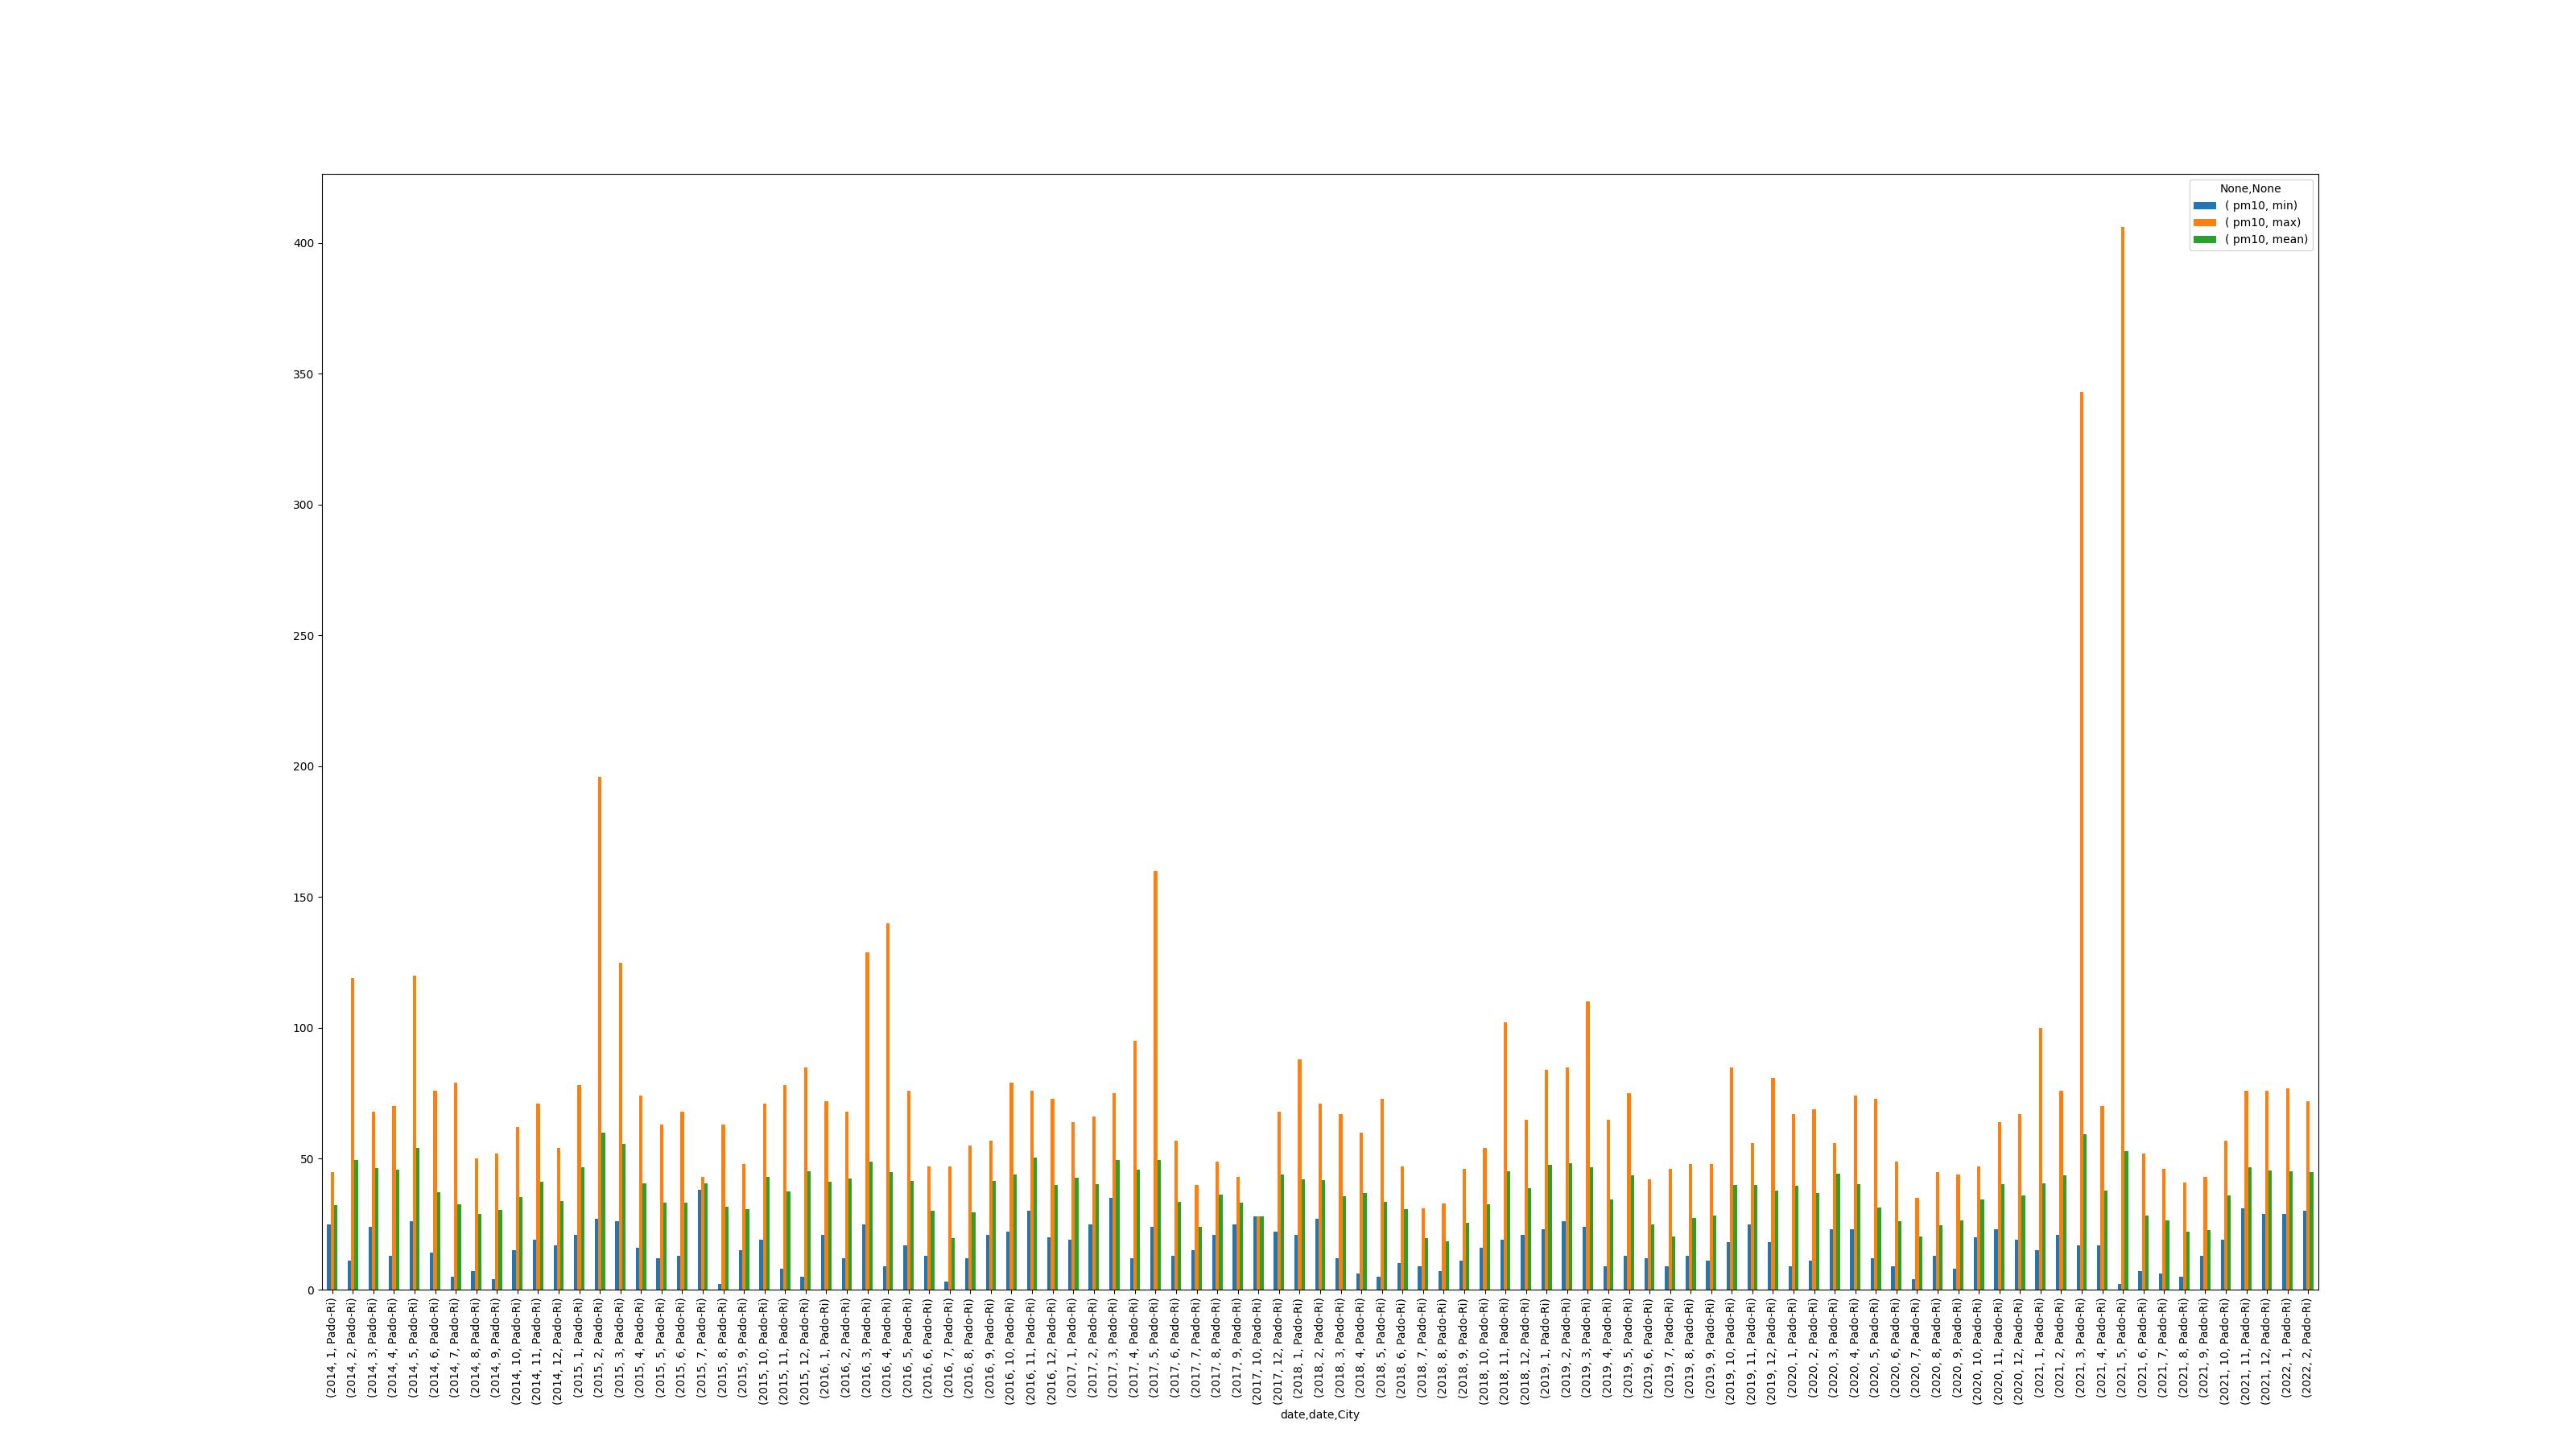 None,None
( pm10, min)
( pm10, max)
( pm10, mean)
400
350
300
250
200
150
100
50
0
(2014, 1, Pado-Ri)
(2014, 2, Pado-Ri)
(2014, 3, Pado-Ri)
(2014, 4, Pado-Ri)
(2014, 5, Pado-Ri)
(2014, 6, Pado-Ri)
(2014, 7, Pado-Ri)
(2014, 8, Pado-Ri)
(2014, 9, Pado-Ri)
(2014, 10, Pado-Ri)
(2014, 11, Pado-Ri)
(2014, 12, Pado-Ri)
(2015, 1, Pado-Ri)
(2015, 2, Pado-Ri)
(2015, 3, Pado-Ri)
(2015, 4, Pado-Ri)
(2015, 5, Pado-Ri)
(2015, 6, Pado-Ri)
(2015, 7, Pado-Ri)
(2015, 8, Pado-Ri)
(2015, 9, Pado-Ri)
(2015, 10, Pado-Ri)
(2015, 11, Pado-Ri)
(2015, 12, Pado-Ri)
(2016, 1, Pado-Ri)
(2016, 2, Pado-Ri)
(2016, 3, Pado-Ri)
(2016, 4, Pado-Ri)
(2016, 5, Pado-Ri)
(2016, 6, Pado-Ri)
(2016, 7, Pado-Ri)
(2016, 8, Pado-Ri)
(2016, 9, Pado-Ri)
(2016, 10, Pado-Ri)
(2016, 11, Pado-Ri)
(2016, 12, Pado-Ri)
(2017, 1, Pado-Ri)
(2017, 2, Pado-Ri)
(2017, 3, Pado-Ri)
(2017, 4, Pado-Ri)
(2017, 5, Pado-Ri)
(2017, 6, Pado-Ri)
(2017, 7, Pado-Ri)
(2017, 8, Pado-Ri)
(2017, 9, Pado-Ri)
(2017, 10, Pado-Ri)
(2017, 12, Pado-Ri)
(2018, 1, Pado-Ri)
(2018, 2, Pado-Ri)
(2018, 3, Pado-Ri)
(2018, 4, Pado-Ri)
(2018, 5, Pado-Ri)
(2018, 6, Pado-Ri)
(2018, 7, Pado-Ri)
(2018, 8, Pado-Ri)
(2018, 9, Pado-Ri)
(2018, 10, Pado-Ri)
(2018, 11, Pado-Ri)
(2018, 12, Pado-Ri)
(2019, 1, Pado-Ri)
(2019, 2, Pado-Ri)
(2019, 3, Pado-Ri)
(2019, 4, Pado-Ri)
(2019, 5, Pado-Ri)
(2019, 6, Pado-Ri)
(2019, 7, Pado-Ri)
(2019, 8, Pado-Ri)
(2019, 9, Pado-Ri)
(2019, 10, Pado-Ri)
(2019, 11, Pado-Ri)
(2019, 12, Pado-Ri)
(2020, 1, Pado-Ri)
(2020, 2, Pado-Ri)
(2020, 3, Pado-Ri)
(2020, 4, Pado-Ri)
(2020, 5, Pado-Ri)
(2020, 6, Pado-Ri)
(2020, 7, Pado-Ri)
(2020, 8, Pado-Ri)
(2020, 9, Pado-Ri)
(2020, 10, Pado-Ri)
(2020, 11, Pado-Ri)
(2020, 12, Pado-Ri)
(2021, 1, Pado-Ri)
(2021, 2, Pado-Ri)
(2021, 3, Pado-Ri)
(2021, 4, Pado-Ri)
(2021, 5, Pado-Ri)
(2021, 6, Pado-Ri)
(2021, 7, Pado-Ri)
(2021, 8, Pado-Ri)
(2021, 9, Pado-Ri)
(2021, 10, Pado-Ri)
(2021, 11, Pado-Ri)
(2021, 12, Pado-Ri)
(2022, 1, Pado-Ri)
(2022, 2, Pado-Ri)
date,date,City